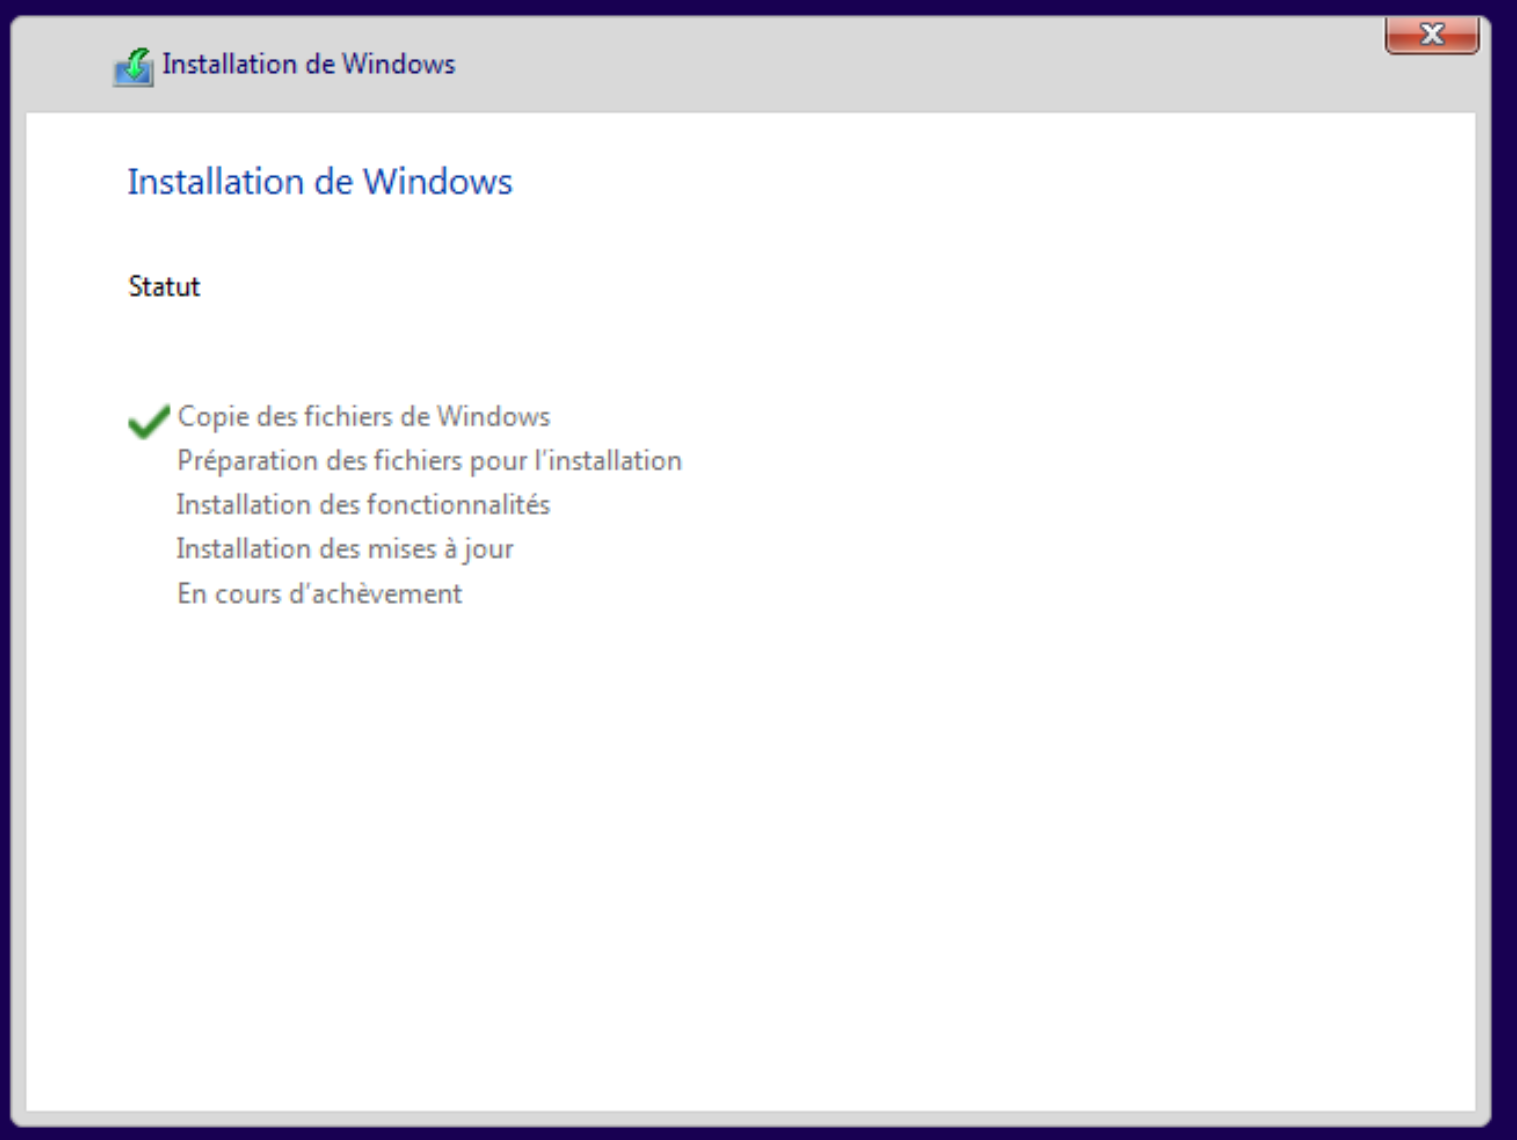 Installation de Windows
Installation de Windows
Statut
Copie des fichiers de Windows
Préparation des fichiers pour l'installation
Installation des fonctionnalités
Installation des mises à jour
En cours d'achèvement